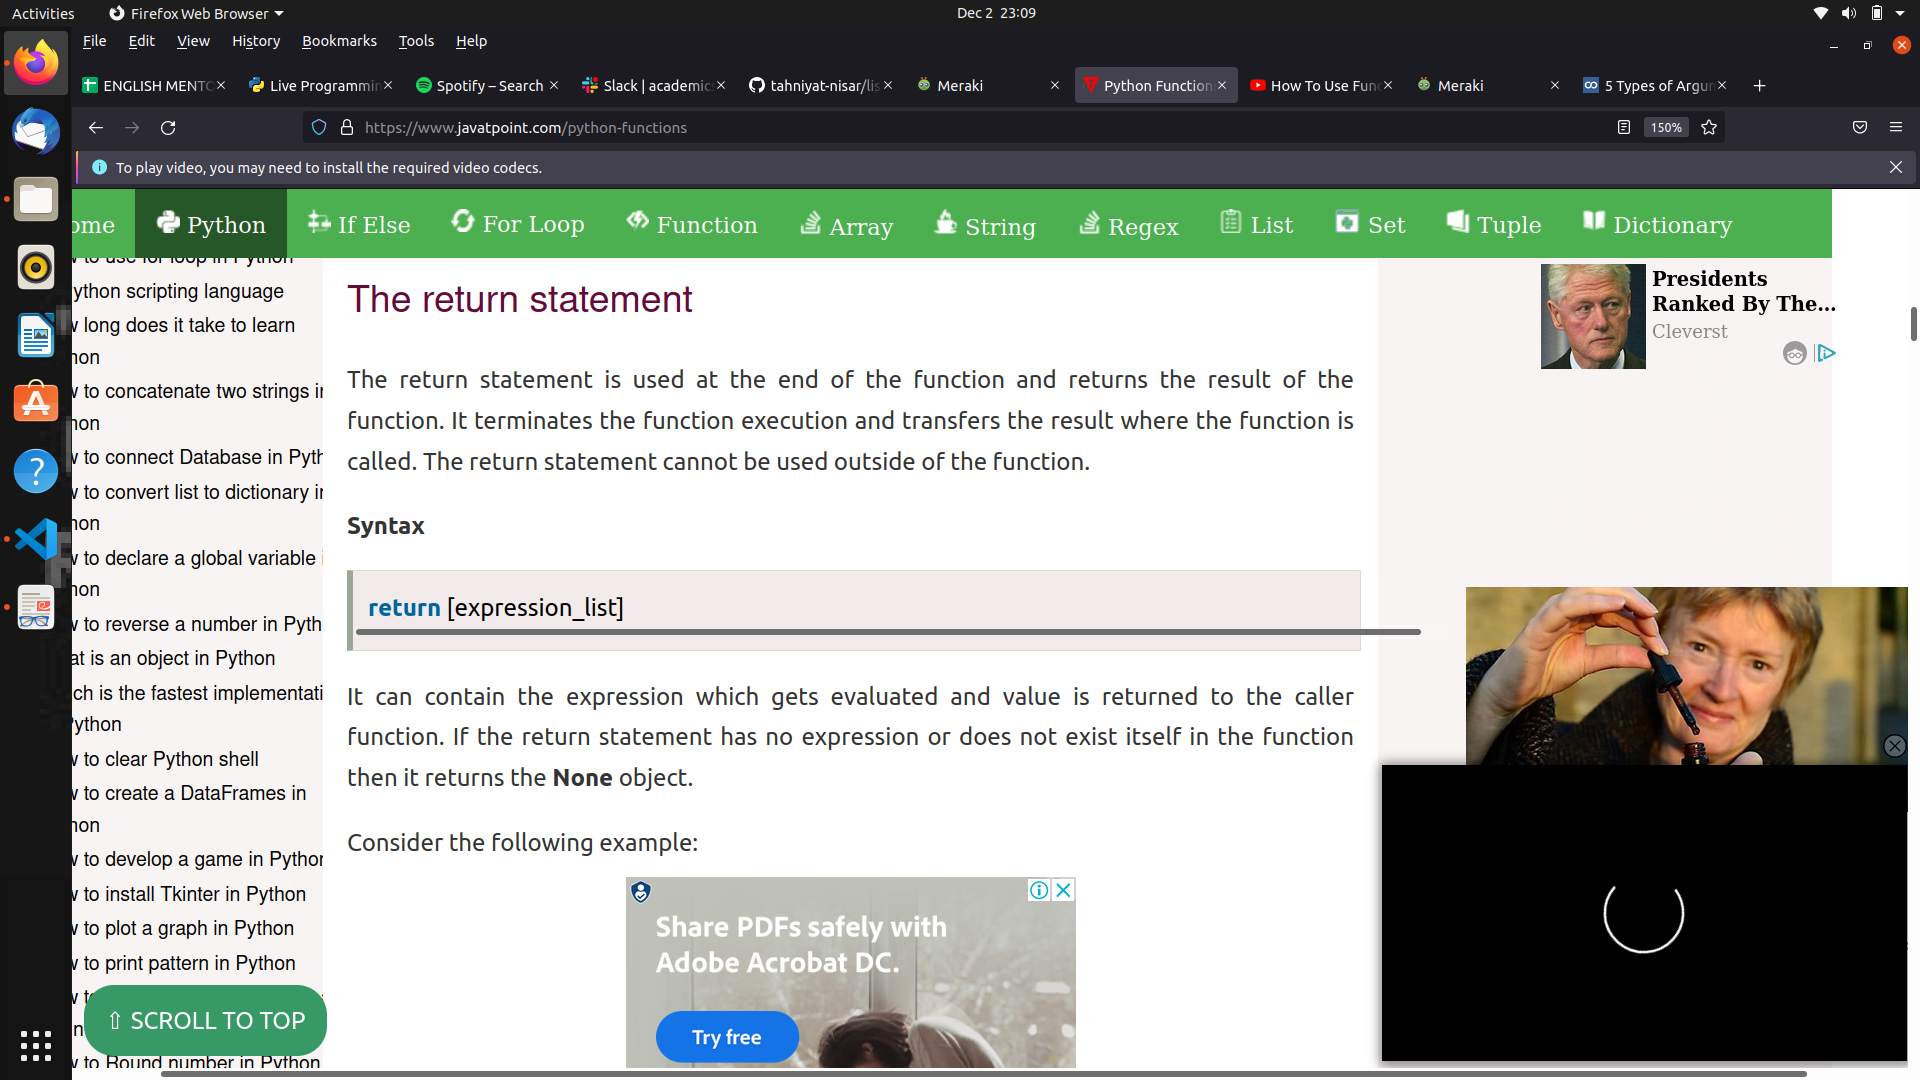 Activities
Firefox Web Browser
Dec 2 23:09
File Edit View History Bookmarks Tools Help
ENGLISH MENTO
Live Programmin
Spotify – Search
Slack | academic
tahniyat-nisar/lis
Meraki
Python Function
How To Use Fun
Meraki
5 Types of Argum
https://www.javatpoint.com/python-functions
150%
To play video, you may need to install the required video codecs.
ome
Python
If Else
For Loop
Function
Array
String
Regex
List
Set
Tuple
Dictionary
w to use for loop in Python
ython scripting language
w long does it take to learn
hon
w to concatenate two strings in
hon
w to connect Database in Pyth
w to convert list to dictionary in
hon
w to declare a global variable i
hon
w to reverse a number in Pyth
at is an object in Python
ch is the fastest implementati
Python
w to clear Python shell
w to create a DataFrames in
hon
w to develop a game in Python
w to install Tkinter in Python
w to plot a graph in Python
w to print pattern in Python
⇧ SCROLL TO TOP
w to Round number in Python
The return statement
The return statement is used at the end of the function and returns the result of the
function. It terminates the function execution and transfers the result where the function is
called. The return statement cannot be used outside of the function.
Syntax
return [expression_list]
It can contain the expression which gets evaluated and value is returned to the caller
function. If the return statement has no expression or does not exist itself in the function
then it returns the None object.
Consider the following example:
Share PDFs safely with
Adobe Acrobat DC.
Try free
Presidents
Ranked By The...
Cleverst